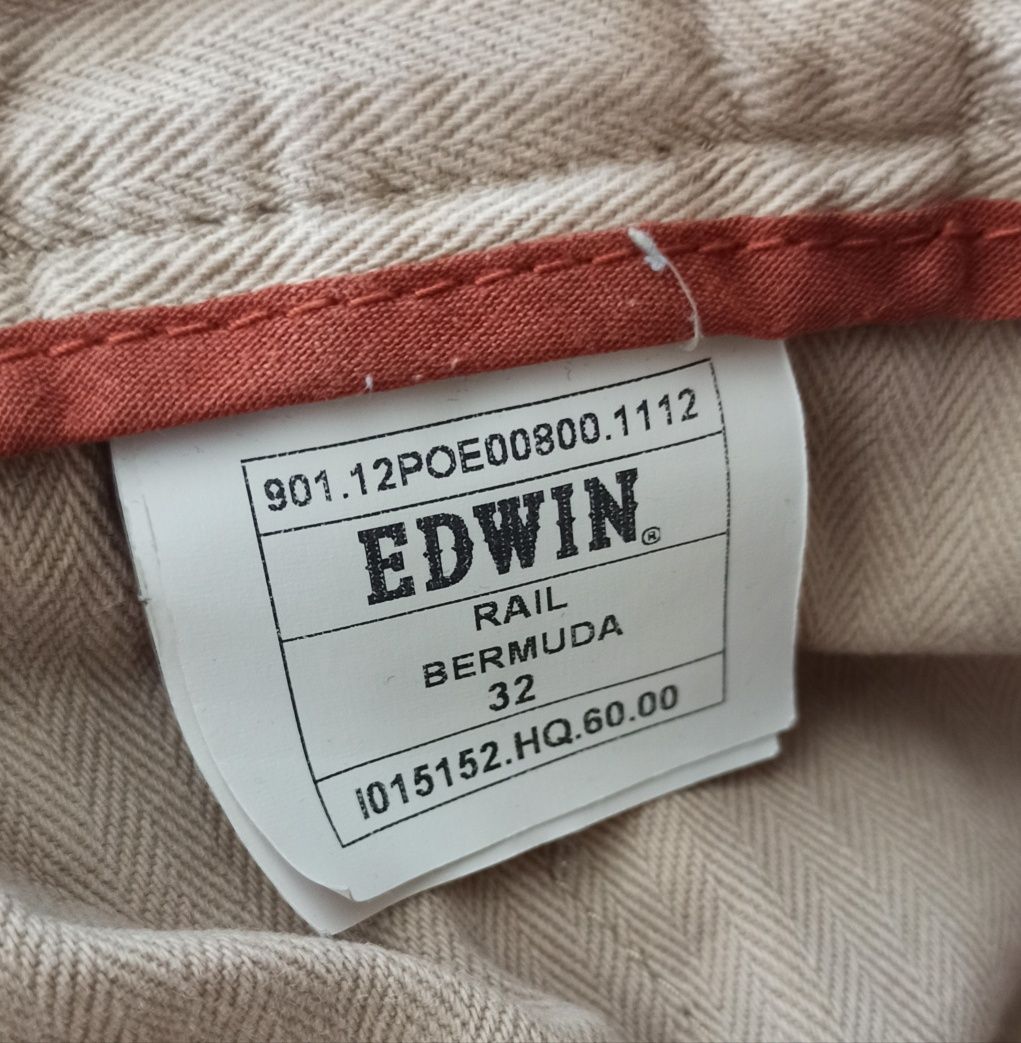 901.12POE00800.1112
EDWIN®
RAIL
BERMUDA
32
I015152.HQ.60.00